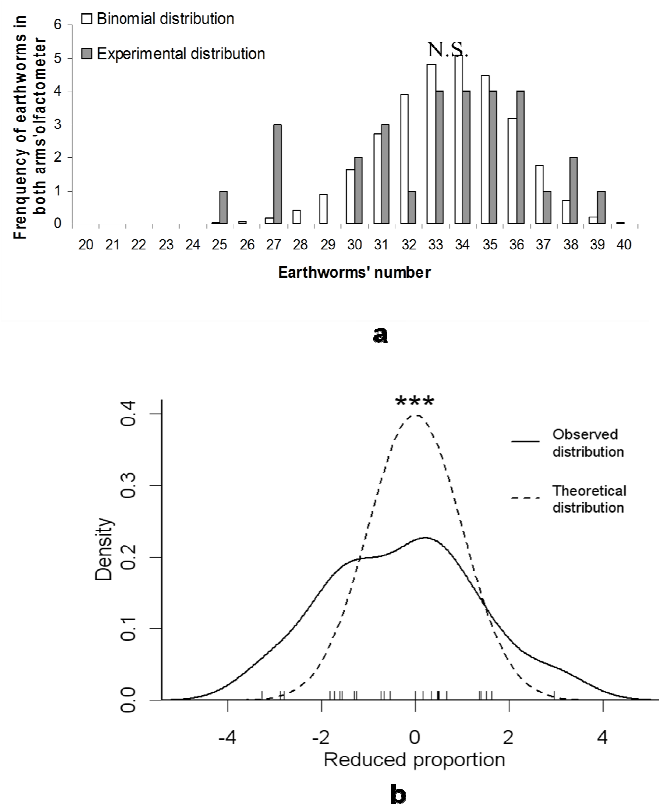 Frenquency of earthworms in
both arms'olfactometer
6
5
4
3
2
1
0
Binomial distribution
Experimental distribution
N.S.
20 21 22 23 24 25 26 27 28 29 30 31 32 33 34 35 36 37 38 39 40
Earthworms' number
a
Density
0.4
0.3
0.2
0.1
0.0
***
Observed
distribution
Theoretical
distribution
-4 -2 0 2 4
Reduced proportion
b